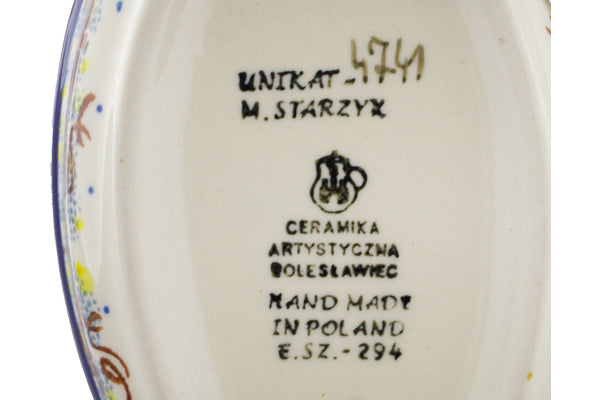 UNIKAT-4741
M. STARZYK
CERAMIKA
ARTYSTYCZNA
BOLESŁAWIEC
HAND MADE
IN POLAND
E.SZ.-294